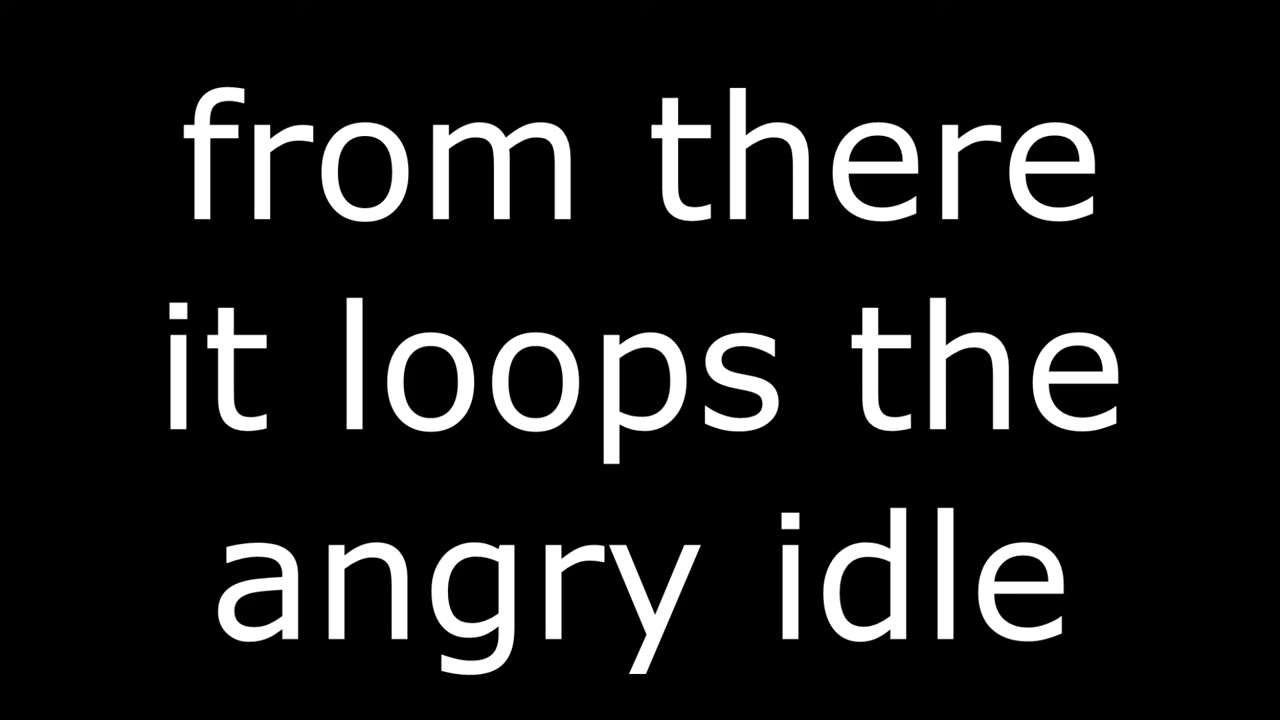 from there
it loops the
angry idle